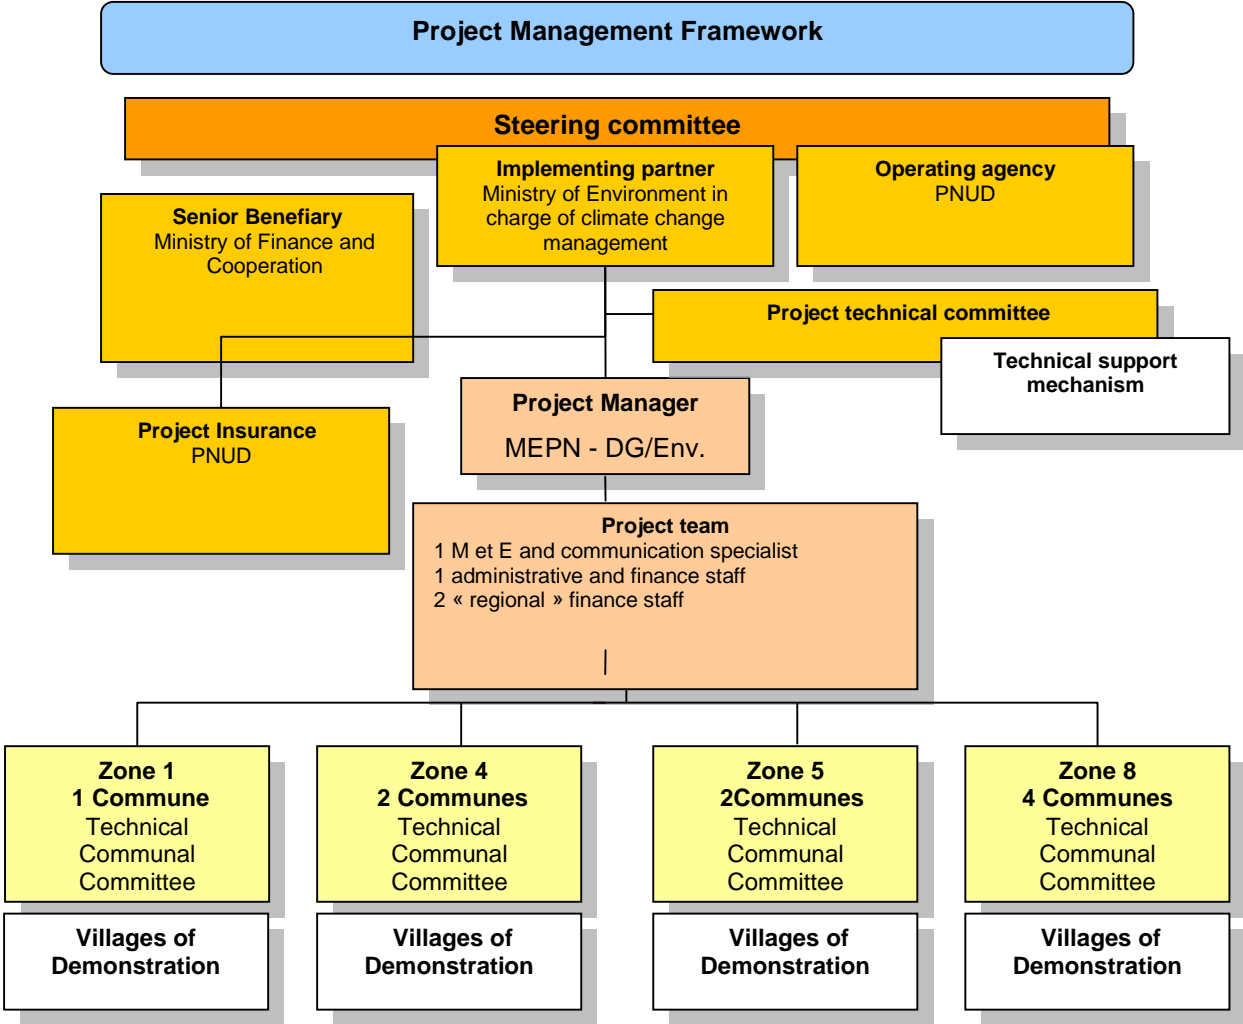 Project Management Framework
Steering committee
Implementing partner
Ministry of Environment in
charge of climate change
management
Operating agency
PNUD
Senior Benefiary
Ministry of Finance and
Cooperation
Project technical committee
Technical support
mechanism
Project Manager
MEPN - DG/Env.
Project Insurance
PNUD
Project team
1 M et E and communication specialist
1 administrative and finance staff
2 « regional » finance staff
Zone 1
1 Commune
Technical
Communal
Committee
Zone 4
2 Communes
Technical
Communal
Committee
Zone 5
2Communes
Technical
Communal
Committee
Zone 8
4 Communes
Technical
Communal
Committee
Villages of
Demonstration
Villages of
Demonstration
Villages of
Demonstration
Villages of
Demonstration